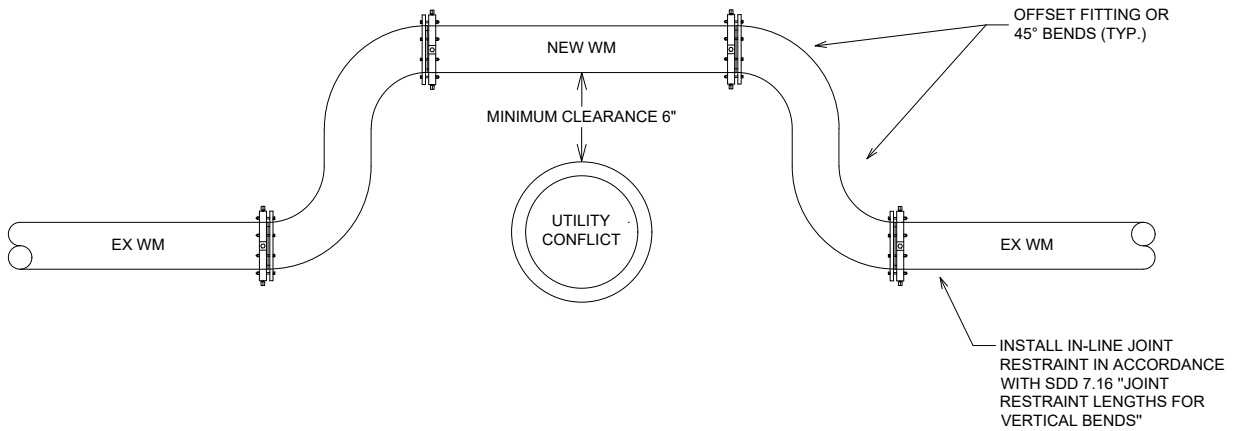 OFFSET FITTING OR
45° BENDS (TYP.)
NEW WM
MINIMUM CLEARANCE 6"
UTILITY
CONFLICT
EX WM
EX WM
INSTALL IN-LINE JOINT
RESTRAINT IN ACCORDANCE
WITH SDD 7.16 "JOINT
RESTRAINT LENGTHS FOR
VERTICAL BENDS"